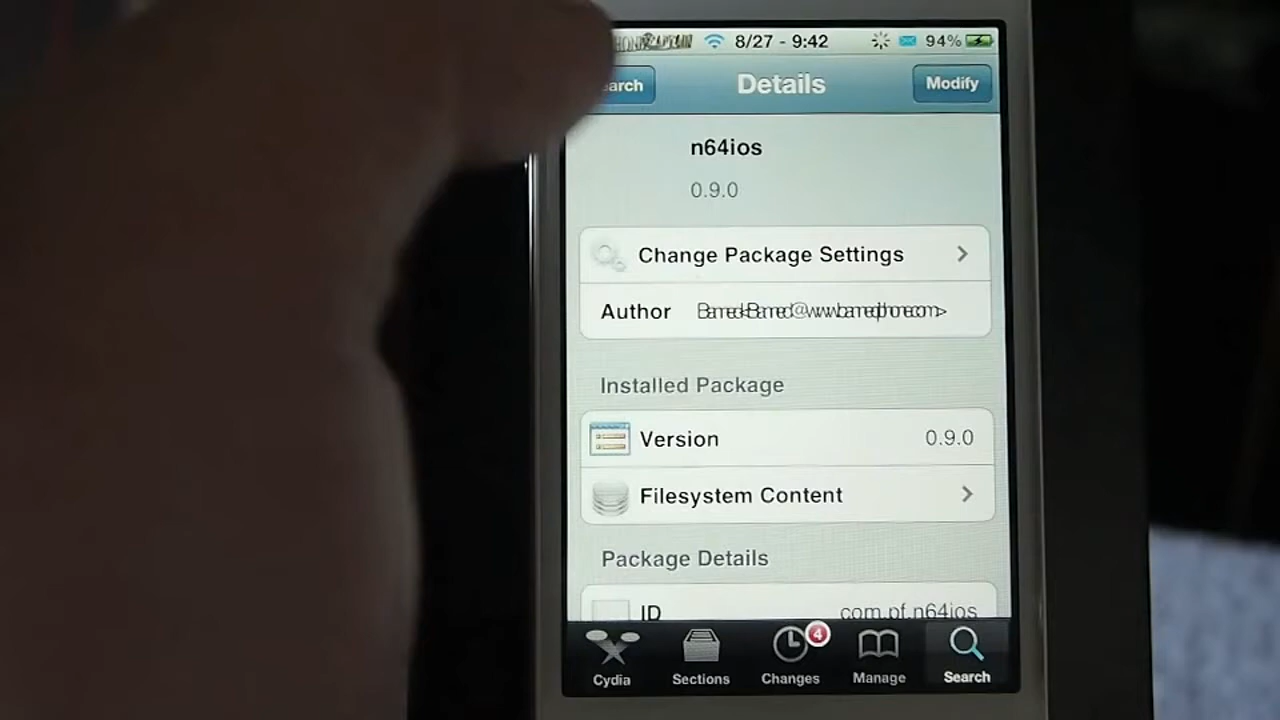 8/27 - 9:42 94%
arch Details Modify
n64ios
0.9.0
Change Package Settings
Author
Installed Package
Version 0.9.0
Filesystem Content
Package Details
ID com.pf.n64ios
4
Cydia Sections Changes Manage Search